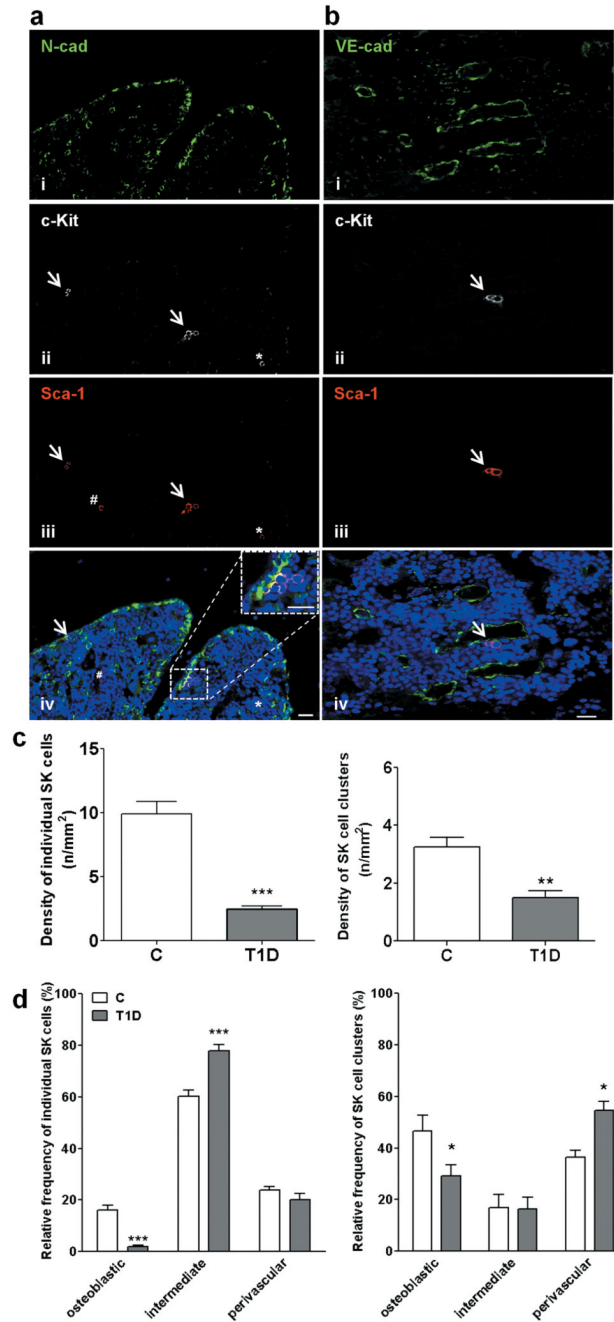 a
b
N-cad
VE-cad
i
i
c-Kit
c-Kit
*
ii
ii
Sca-1
Sca-1
#
*
iii
iii
#
*
iv
iv
c
Density of individual SK cells
(n/mm²)
15
10
5
0
***
C
T1D
Density of SK cell clusters
(n/mm²)
6
4
2
0
**
C
T1D
d
Relative frequency of individual SK cells (%)
100
80
60
40
20
0
C
T1D
***
***
osteoblastic
intermediate
perivascular
Relative frequency of SK cell clusters (%)
100
80
60
40
20
0
*
*
osteoblastic
intermediate
perivascular